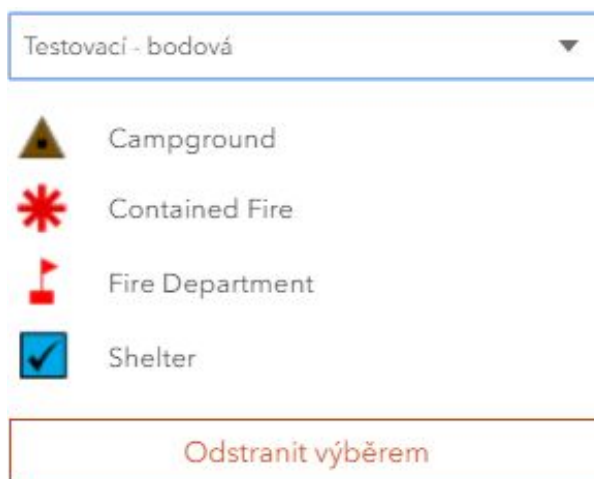 Testovací - bodová
Campground
Contained Fire
Fire Department
Shelter
Odstranit výběrem